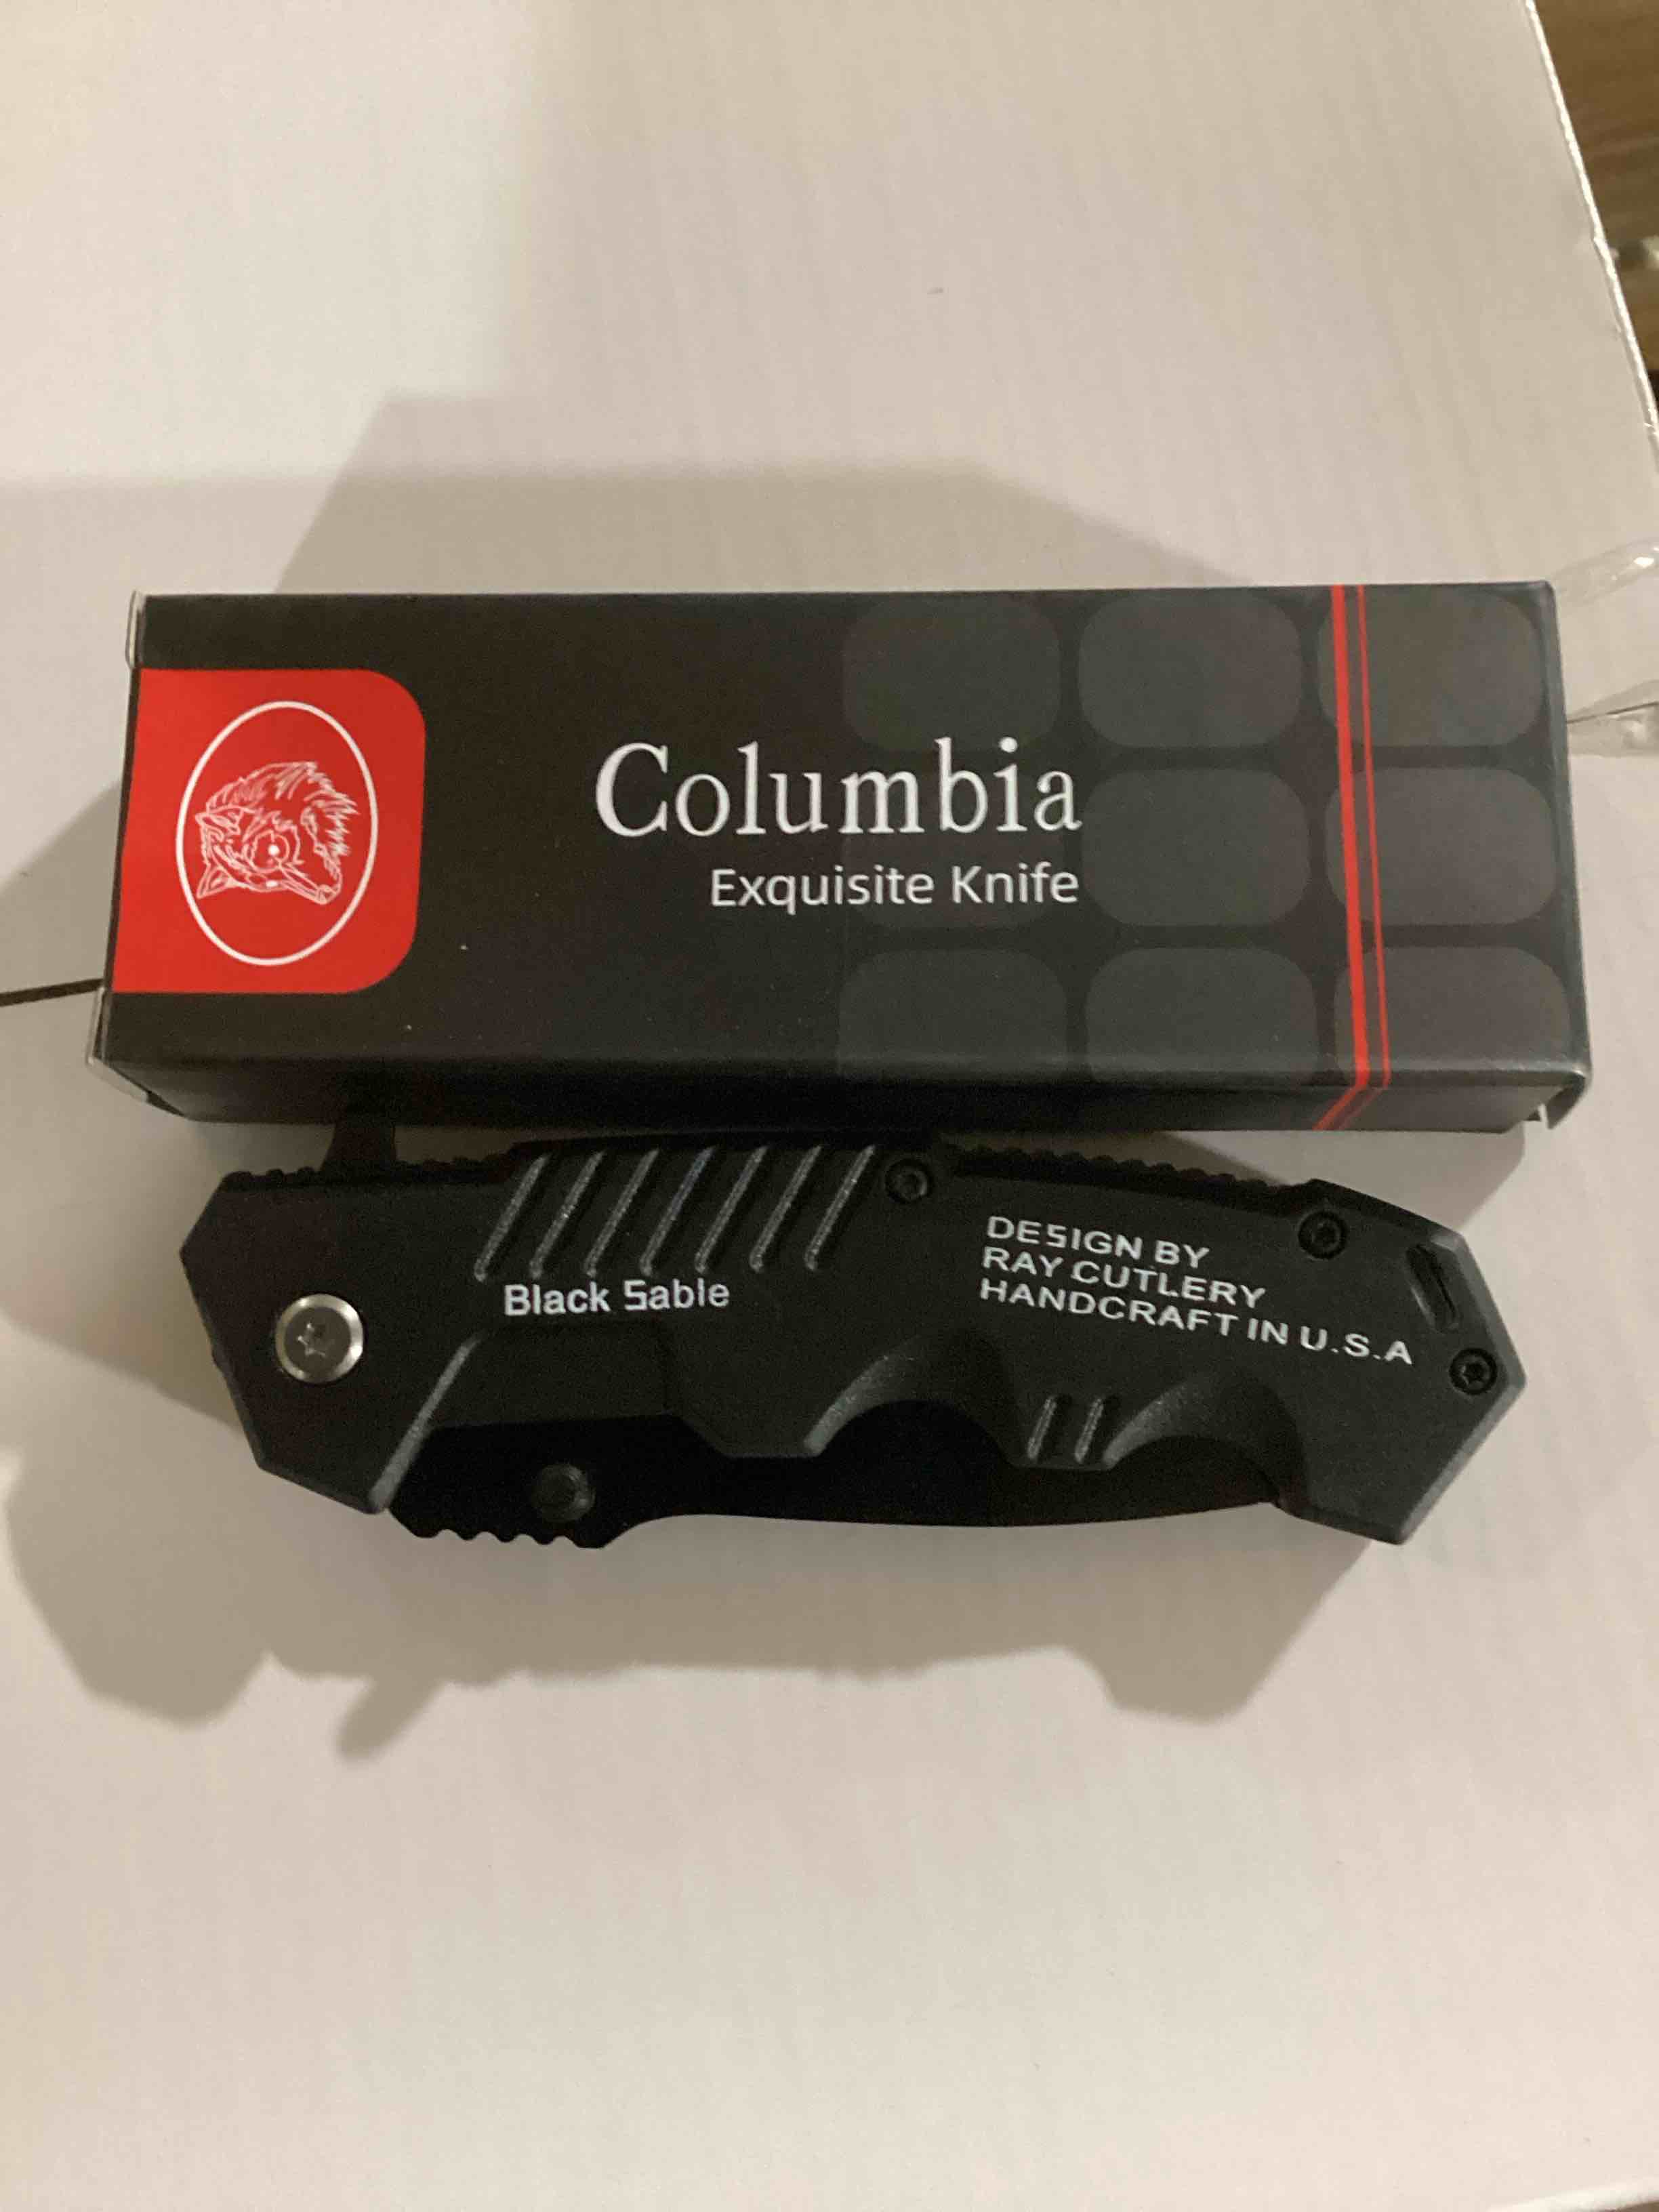 Columbia
Exquisite Knife
Black Sable
DESIGN BY
RAY CUTLERY
HANDCRAFT IN U.S.A